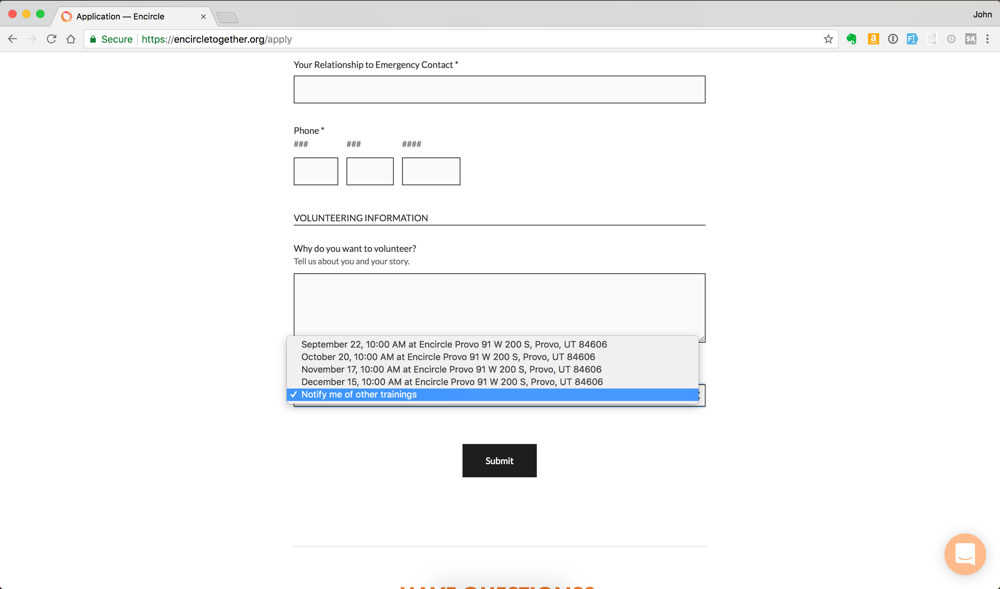 Application — Encircle
John
Secure
https://encircletogether.org/apply
a
FI
SA
Your Relationship to Emergency Contact *
Phone *
### ### ####
VOLUNTEERING INFORMATION
Why do you want to volunteer?
Tell us about you and your story.
September 22, 10:00 AM at Encircle Provo 91 W 200 S, Provo, UT 84606
October 20, 10:00 AM at Encircle Provo 91 W 200 S, Provo, UT 84606
November 17, 10:00 AM at Encircle Provo 91 W 200 S, Provo, UT 84606
December 15, 10:00 AM at Encircle Provo 91 W 200 S, Provo, UT 84606
✓ Notify me of other trainings
Submit
HAVE QUESTIONS?